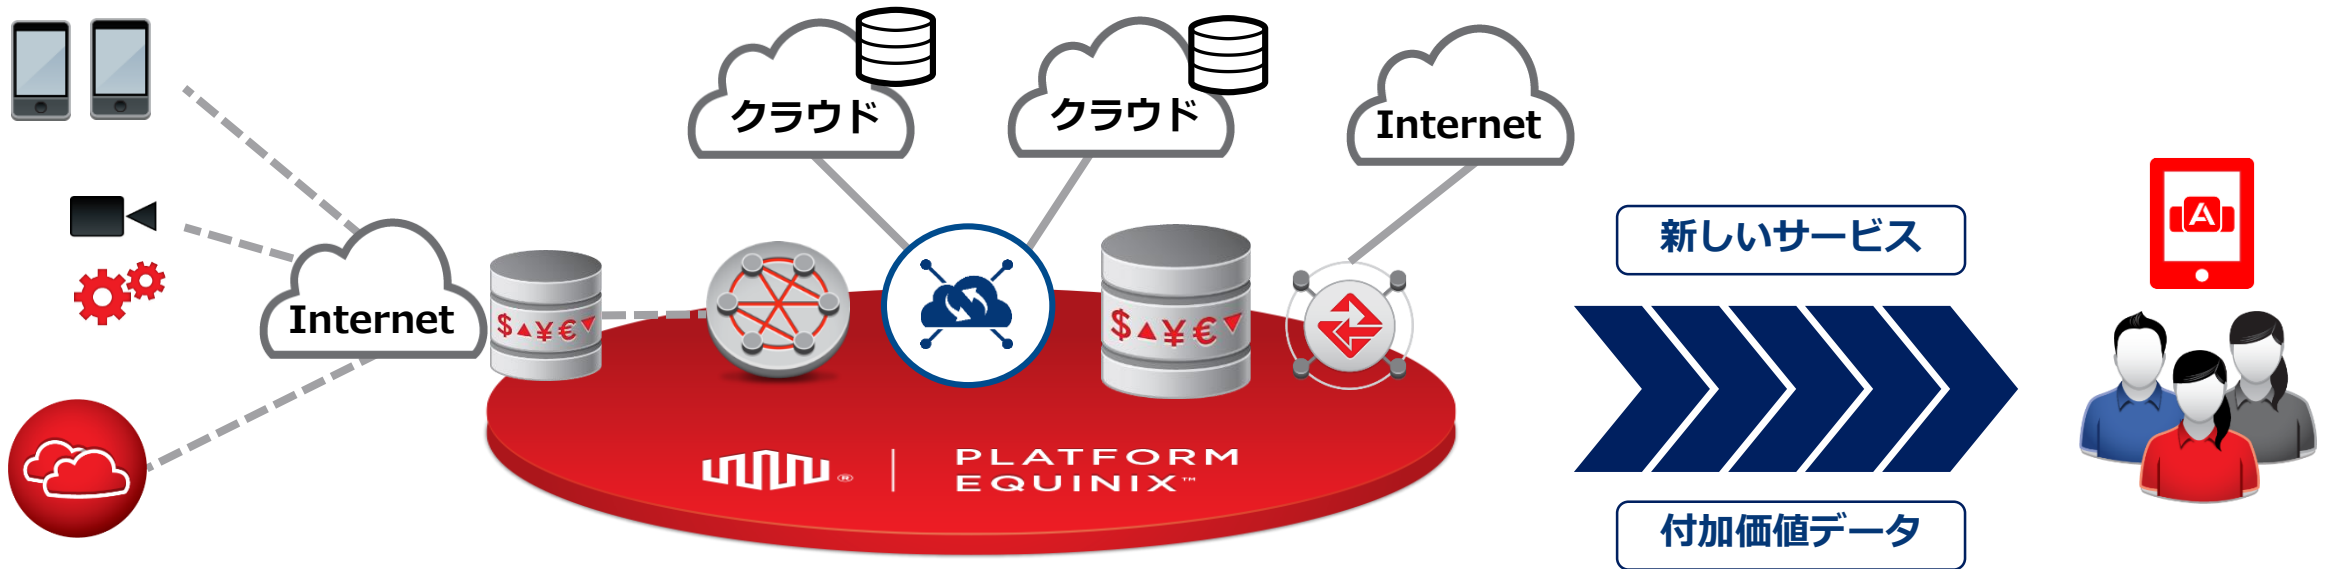 クラウド
クラウド
Internet
Internet
$▲¥€▼
$▲¥€▼
新しいサービス
A
® | PLATFORM
EQUINIX™
付加価値データ